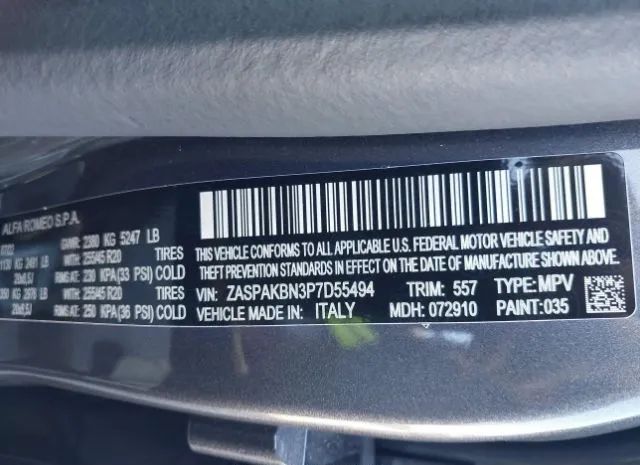 ALFA ROMEO S.P.A.
GVWR: 2380 KG 5247 LB
255/45 R20 TIRES
RIMS: 230 KPA(33 PSI) COLD
WITH: 255/45 R20 TIRES
RIMS: 250 KPA(36 PSI) COLD
THIS VEHICLE CONFORMS TO ALL APPLICABLE U.S. FEDERAL MOTOR VEHICLE SAFETY AND
THEFT PREVENTION STANDARDS IN EFFECT ON THE DATE OF MANUFACTURE SHOWN ABOVE.
VIN: ZASPAKBN3P7D55494 TRIM: 557 TYPE: MPV
VEHICLE MADE IN: ITALY MDH: 072910 PAINT: 035